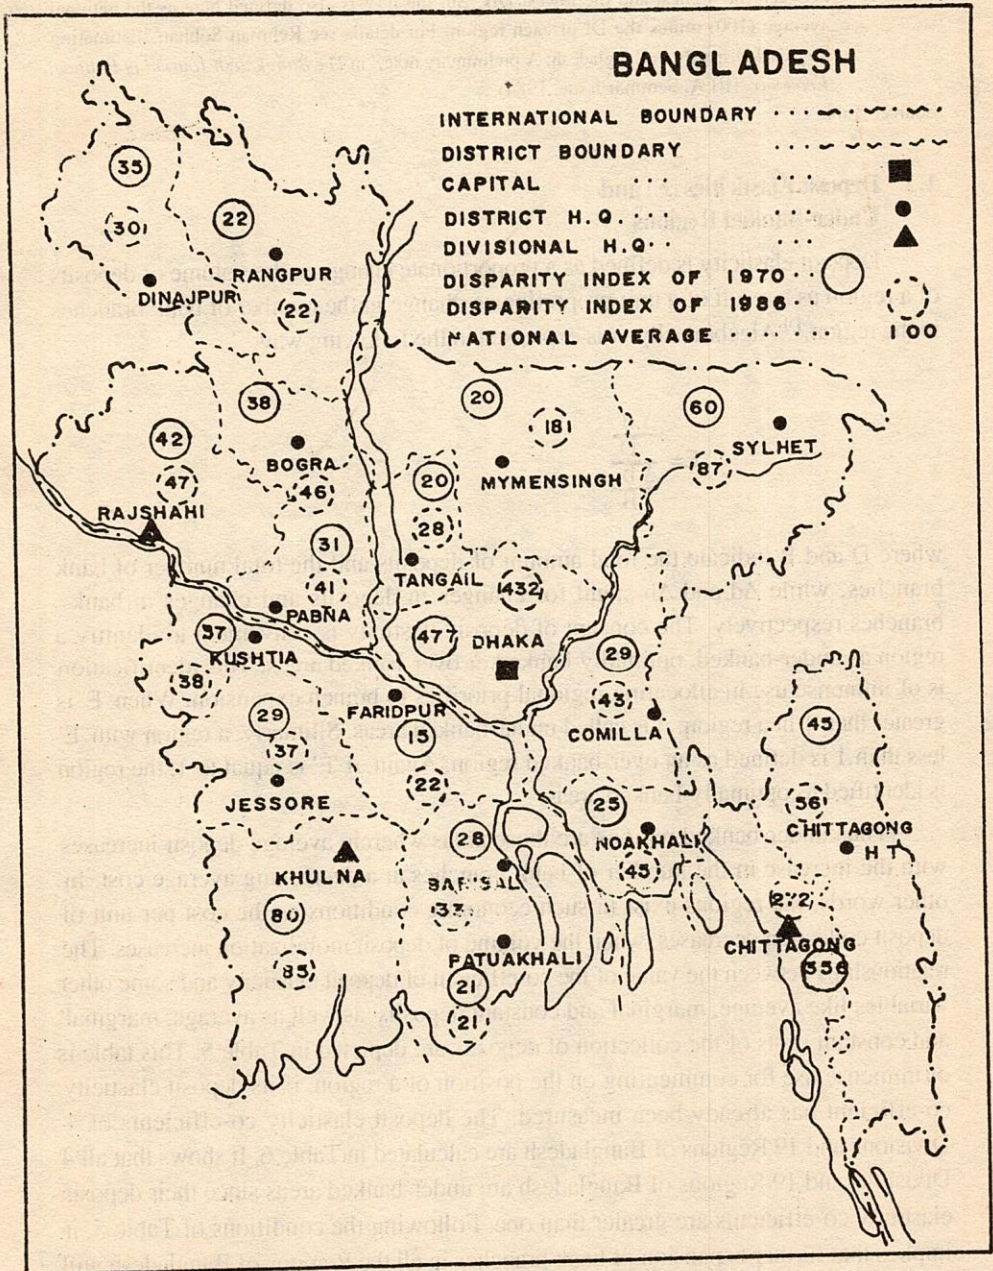 BANGLADESH
INTERNATIONAL BOUNDARY
DISTRICT BOUNDARY
CAPITAL
DISTRICT H.Q.
DIVISIONAL H.Q.
DISPARITY INDEX OF 1970
DISPARITY INDEX OF 1986
NATIONAL AVERAGE 100
35
301
22
RANGPUR
DINAJPUR
22
38
20
60
42
18
SYLHET
BOGRA
MYMENSINGH
87
47
46
20
RAJSHAHI
28
31
TANGAIL
41
432
PABNA
37
477
DHAKA
KUSHTIA
29
38
43
29
FARIDPUR
COMILLA
45
37
15
JESSORE
22
25
56
CHITTAGONG
H T
28
NOAKHALI
KHULNA
BARISAL
45
80
33
272
CHITTAGONG
85
PATUAKHALI
356
21
21